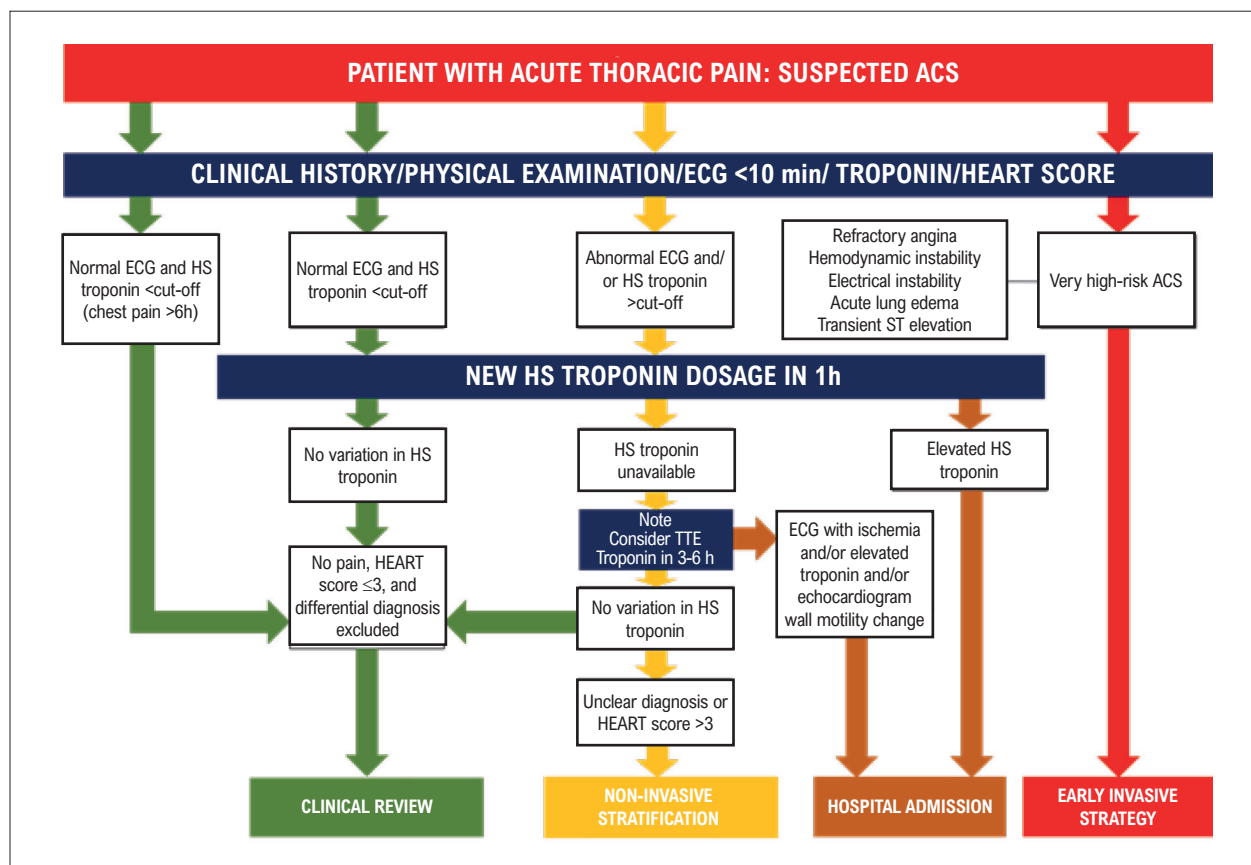 PATIENT WITH ACUTE THORACIC PAIN: SUSPECTED ACS
CLINICAL HISTORY/PHYSICAL EXAMINATION/ECG <10 min/ TROPONIN/HEART SCORE
Normal ECG and HS
troponin <cut-off
(chest pain >6h)
Normal ECG and HS
troponin <cut-off
Abnormal ECG and/
or HS troponin
>cut-off
Refractory angina
Hemodynamic instability
Electrical instability
Acute lung edema
Transient ST elevation
Very high-risk ACS
NEW HS TROPONIN DOSAGE IN 1h
No variation in HS
troponin
HS troponin
unavailable
Elevated HS
troponin
Note
Consider TTE
Troponin in 3-6 h
ECG with ischemia
and/or elevated
troponin and/or
echocardiogram
wall motility change
No pain, HEART
score ≤3, and
differential diagnosis
excluded
No variation in HS
troponin
Unclear diagnosis or
HEART score >3
CLINICAL REVIEW
NON-INVASIVE
STRATIFICATION
HOSPITAL ADMISSION
EARLY INVASIVE
STRATEGY